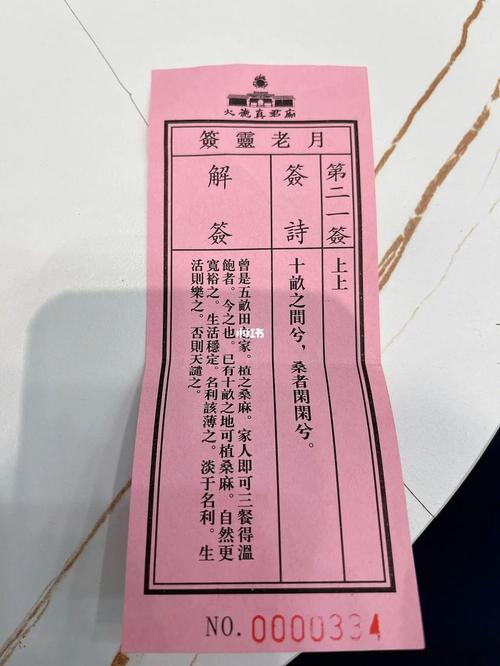 火龍真君廟
月老靈簽
第二一簽
上上
簽詩
十畝之間兮，桑者閑閑兮。
解簽
曾是五畝田之家。植之桑麻。家人即可三餐得溫
飽者。今之也。已有十畝之地可植桑麻。自然更
寬裕之。生活穩定。名利該薄之。淡于名利。生
活則樂之。否則天譴之。
小红书
NO. 0000334